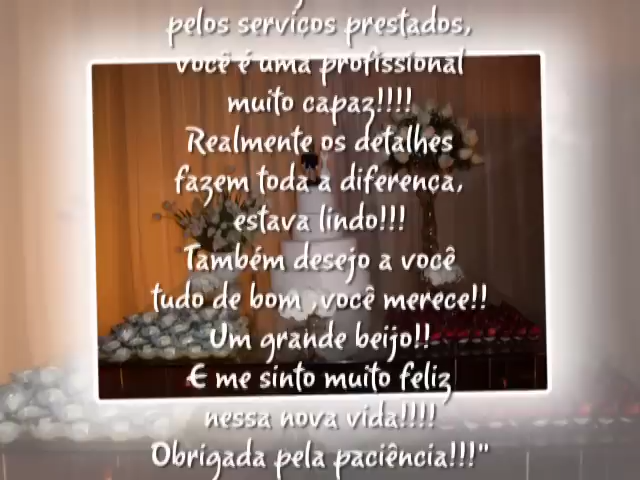 pelos serviços prestados,
você é uma profissional
muito capaz!!!!
Realmente os detalhes
fazem toda a diferença,
estava lindo!!!
Também desejo a você
tudo de bom ,você merece!!
Um grande beijo!!
E me sinto muito feliz
nessa nova vida!!!!
Obrigada pela paciência!!!"